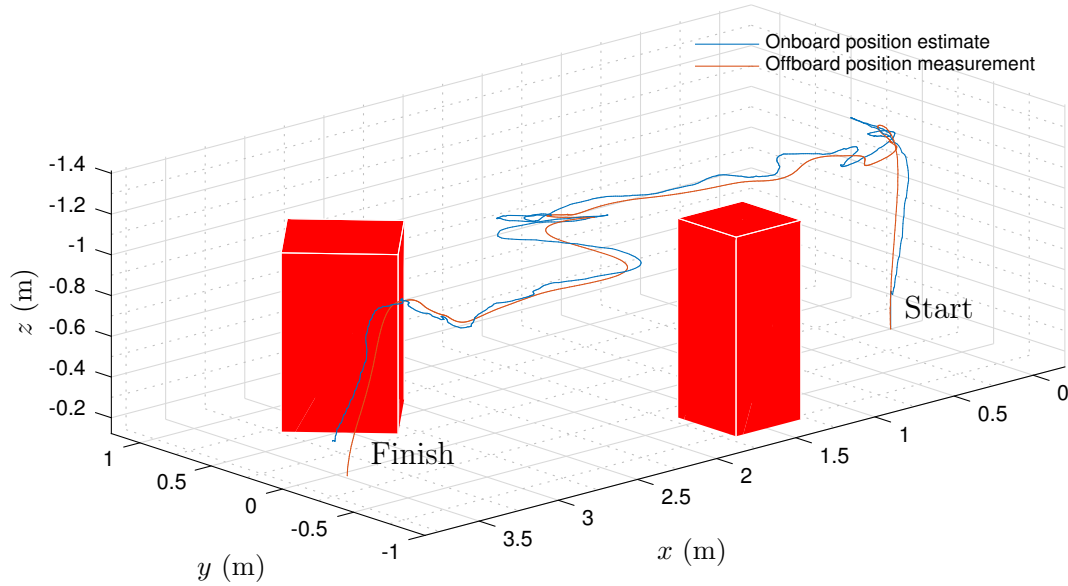 Onboard position estimate
Offboard position measurement
-1.4
-1.2
-1
-0.8
-0.6
-0.4
-0.2
z (m)
Start
Finish
1
0.5
0
-0.5
-1
y (m)
3.5
3
2.5
2
1.5
1
0.5
0
x (m)